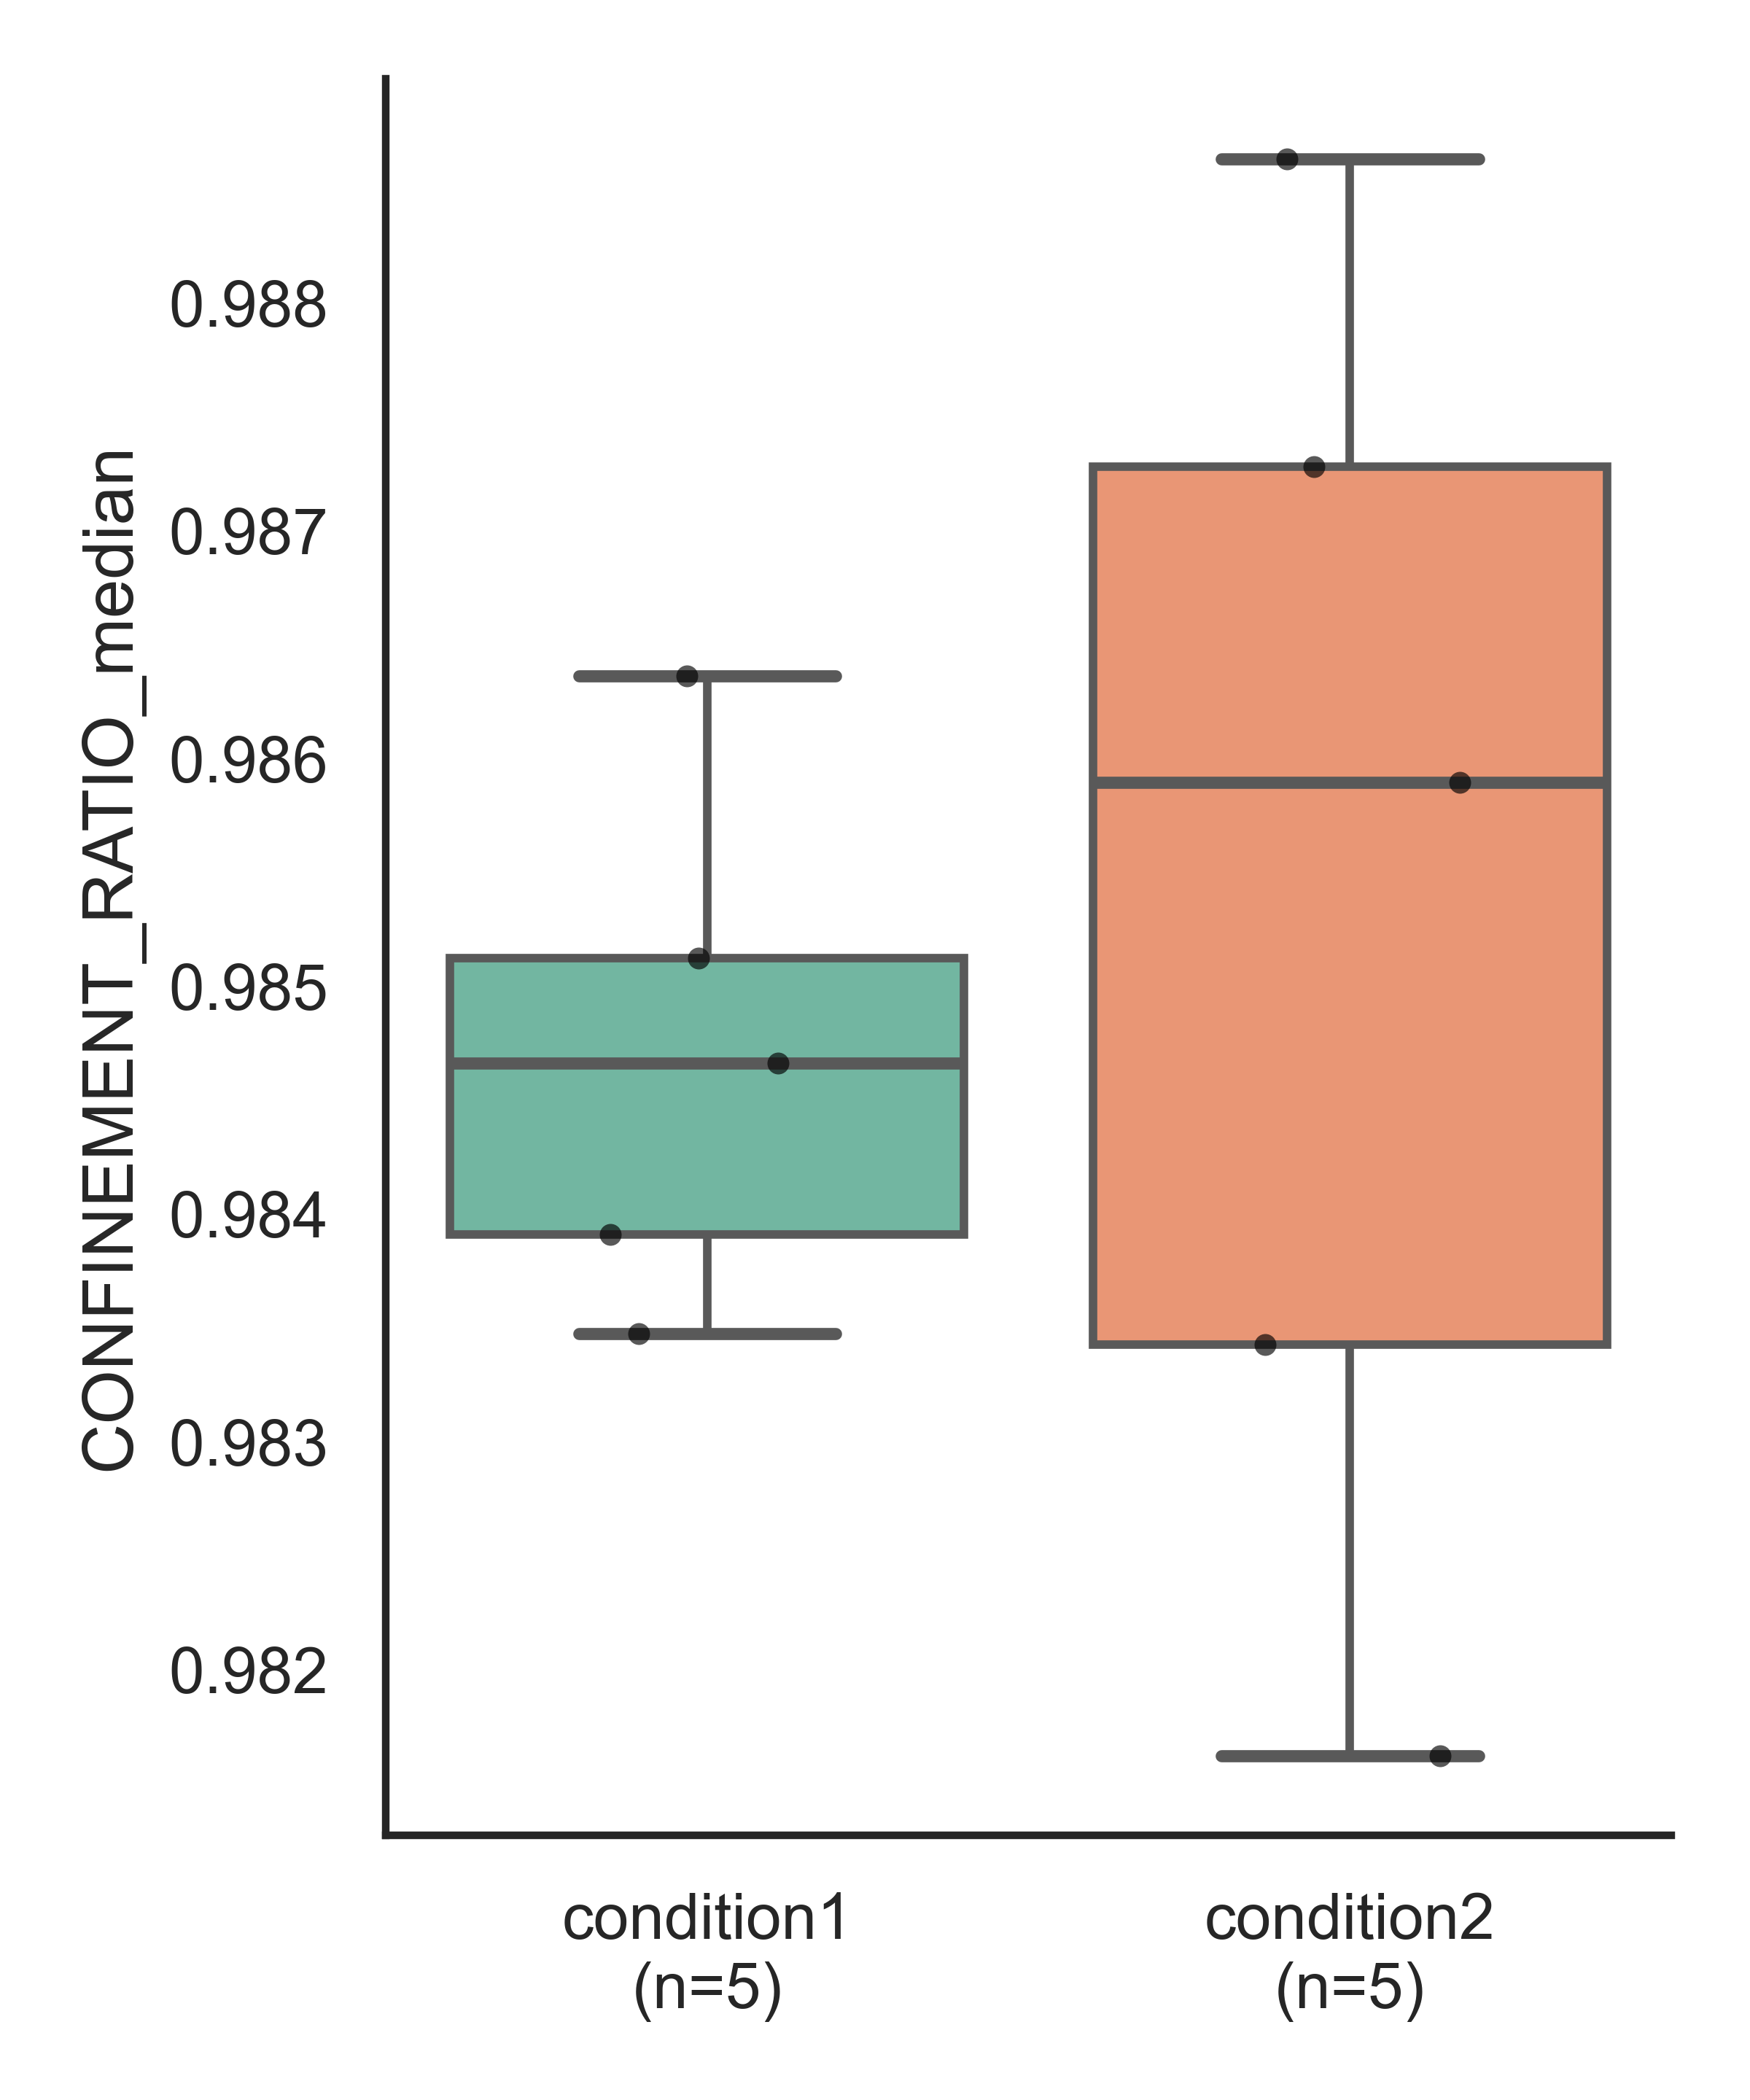 CONFINEMENT_RATIO_median
0.988
0.987
0.986
0.985
0.984
0.983
0.982
condition1
(n=5)
condition2
(n=5)